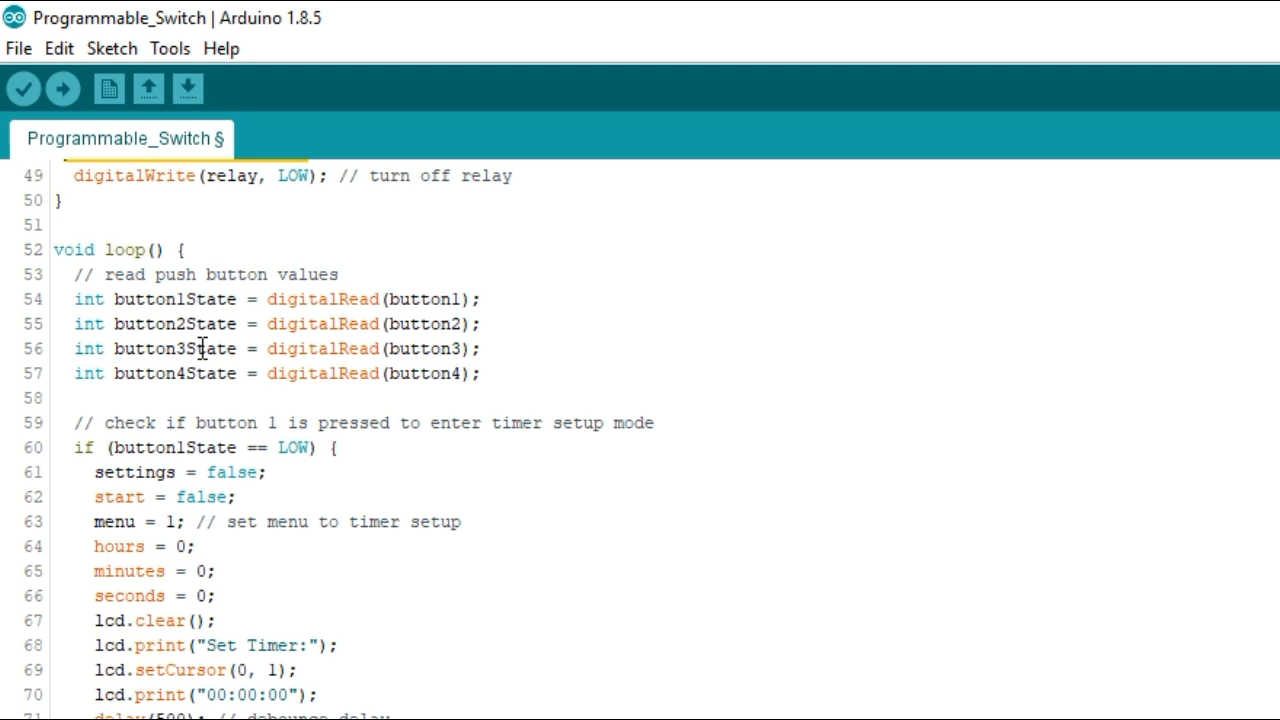 Programmable_Switch | Arduino 1.8.5
File Edit Sketch Tools Help
Programmable_Switch §
49 digitalWrite(relay, LOW); // turn off relay
50 }
51
52 void loop() {
53 // read push button values
54 int button1State = digitalRead(button1);
55 int button2State = digitalRead(button2);
56 int button3State = digitalRead(button3);
57 int button4State = digitalRead(button4);
58
59 // check if button 1 is pressed to enter timer setup mode
60 if (button1State == LOW) {
61 settings = false;
62 start = false;
63 menu = 1; // set menu to timer setup
64 hours = 0;
65 minutes = 0;
66 seconds = 0;
67 lcd.clear();
68 lcd.print("Set Timer:");
69 lcd.setCursor(0, 1);
70 lcd.print("00:00:00");
71 delay(500); // debounce delay